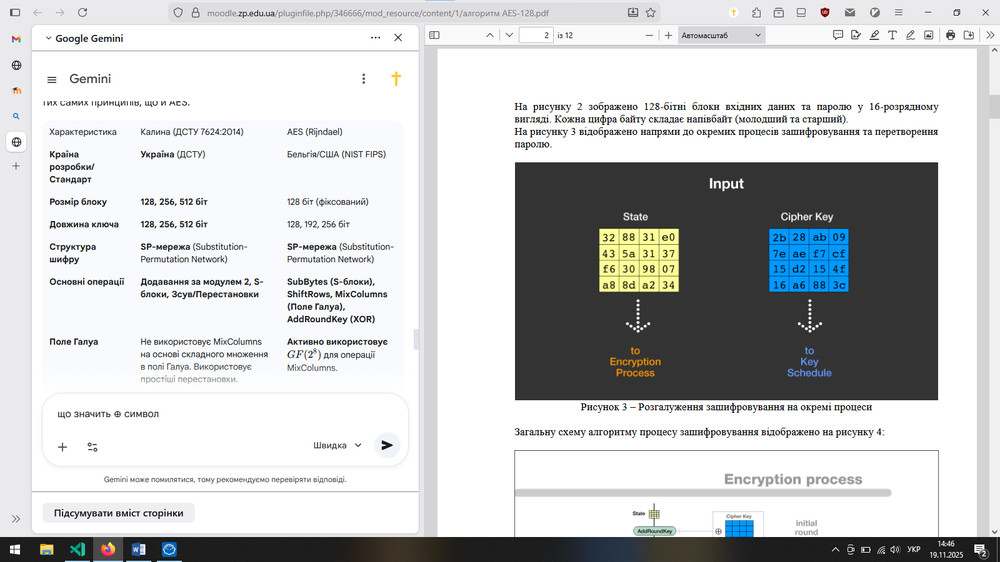 moodle.zp.edu.ua/pluginfile.php/346666/mod_resource/content/1/алгоритм AES-128.pdf
Google Gemini
Gemini
тих самих принципів, що й AES.
Характеристика Калина (ДСТУ 7624:2014) AES (Rijndael)
Країна розробки/ Стандарт Україна (ДСТУ) Бельгія/США (NIST FIPS)
Розмір блоку 128, 256, 512 біт 128 біт (фіксований)
Довжина ключа 128, 256, 512 біт 128, 192, 256 біт
Структура шифру SP-мережа (Substitution-Permutation Network) SP-мережа (Substitution-Permutation Network)
Основні операції Додавання за модулем 2, S-блоки, Зсув/Перестановки SubBytes (S-блоки), ShiftRows, MixColumns (Поле Галуа), AddRoundKey (XOR)
Поле Галуа Не використовує MixColumns на основі складного множення в полі Галуа. Використовує простіші перестановки. Активно використовує GF(2⁸) для операції MixColumns.
що значить ⊕ символ
Швидка
Gemini може помилятися, тому рекомендуємо перевіряти відповіді.
Підсумувати вміст сторінки
2 із 12
Автомасштаб
На рисунку 2 зображено 128-бітні блоки вхідних даних та паролю у 16-розрядному
вигляді. Кожна цифра байту складає напівбайт (молодший та старший).
На рисунку 3 відображено напрями до окремих процесів зашифровування та перетворення
паролю.
Input
State Cipher Key
32 88 31 e0 2b 28 ab 09
43 5a 31 37 7e ae f7 cf
f6 30 98 07 15 d2 15 4f
a8 8d a2 34 16 a6 88 3c
to
Encryption
Process
to
Key
Schedule
Рисунок 3 – Розгалуження зашифровування на окремі процеси
Загальну схему алгоритму процесу зашифровування відображено на рисунку 4:
Encryption process
State
Cipher Key
AddRoundKey ⊕
initial
round
УКР
14:46
19.11.2025
2